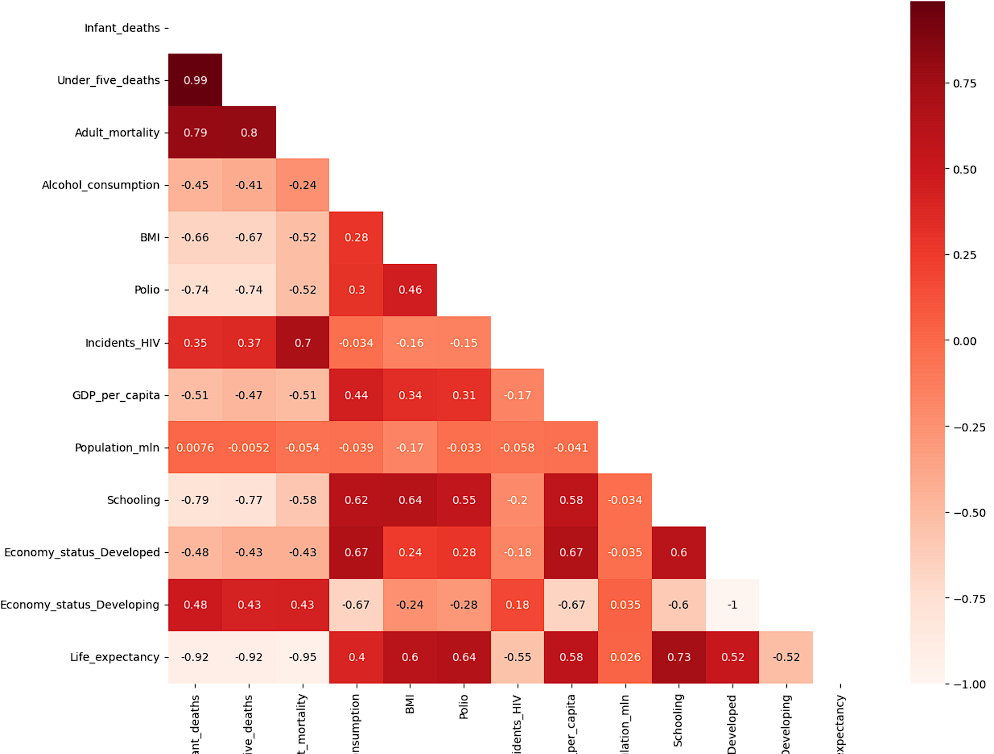 Infant_deaths
Under_five_deaths 0.99
Adult_mortality 0.79 0.8
Alcohol_consumption -0.45 -0.41 -0.24
BMI -0.66 -0.67 -0.52 0.28
Polio -0.74 -0.74 -0.52 0.3 0.46
Incidents_HIV 0.35 0.37 0.7 -0.034 -0.16 -0.15
GDP_per_capita -0.51 -0.47 -0.51 0.44 0.34 0.31 -0.17
Population_mln 0.0076 -0.0052 -0.054 -0.039 -0.17 -0.033 -0.058 -0.041
Schooling -0.79 -0.77 -0.58 0.62 0.64 0.55 -0.2 0.58 -0.034
Economy_status_Developed -0.48 -0.43 -0.43 0.67 0.24 0.28 -0.18 0.67 -0.035 0.6
Economy_status_Developing 0.48 0.43 0.43 -0.67 -0.24 -0.28 0.18 -0.67 0.035 -0.6 -1
Life_expectancy -0.92 -0.92 -0.95 0.4 0.6 0.64 -0.55 0.58 0.026 0.73 0.52 -0.52
ant_deaths
ive_deaths
t_mortality
nsumption
BMI
Polio
idents_HIV
per_capita
lation_mln
Schooling
Developed
Developing
xpectancy
0.75
0.50
0.25
0.00
−0.25
−0.50
−0.75
−1.00